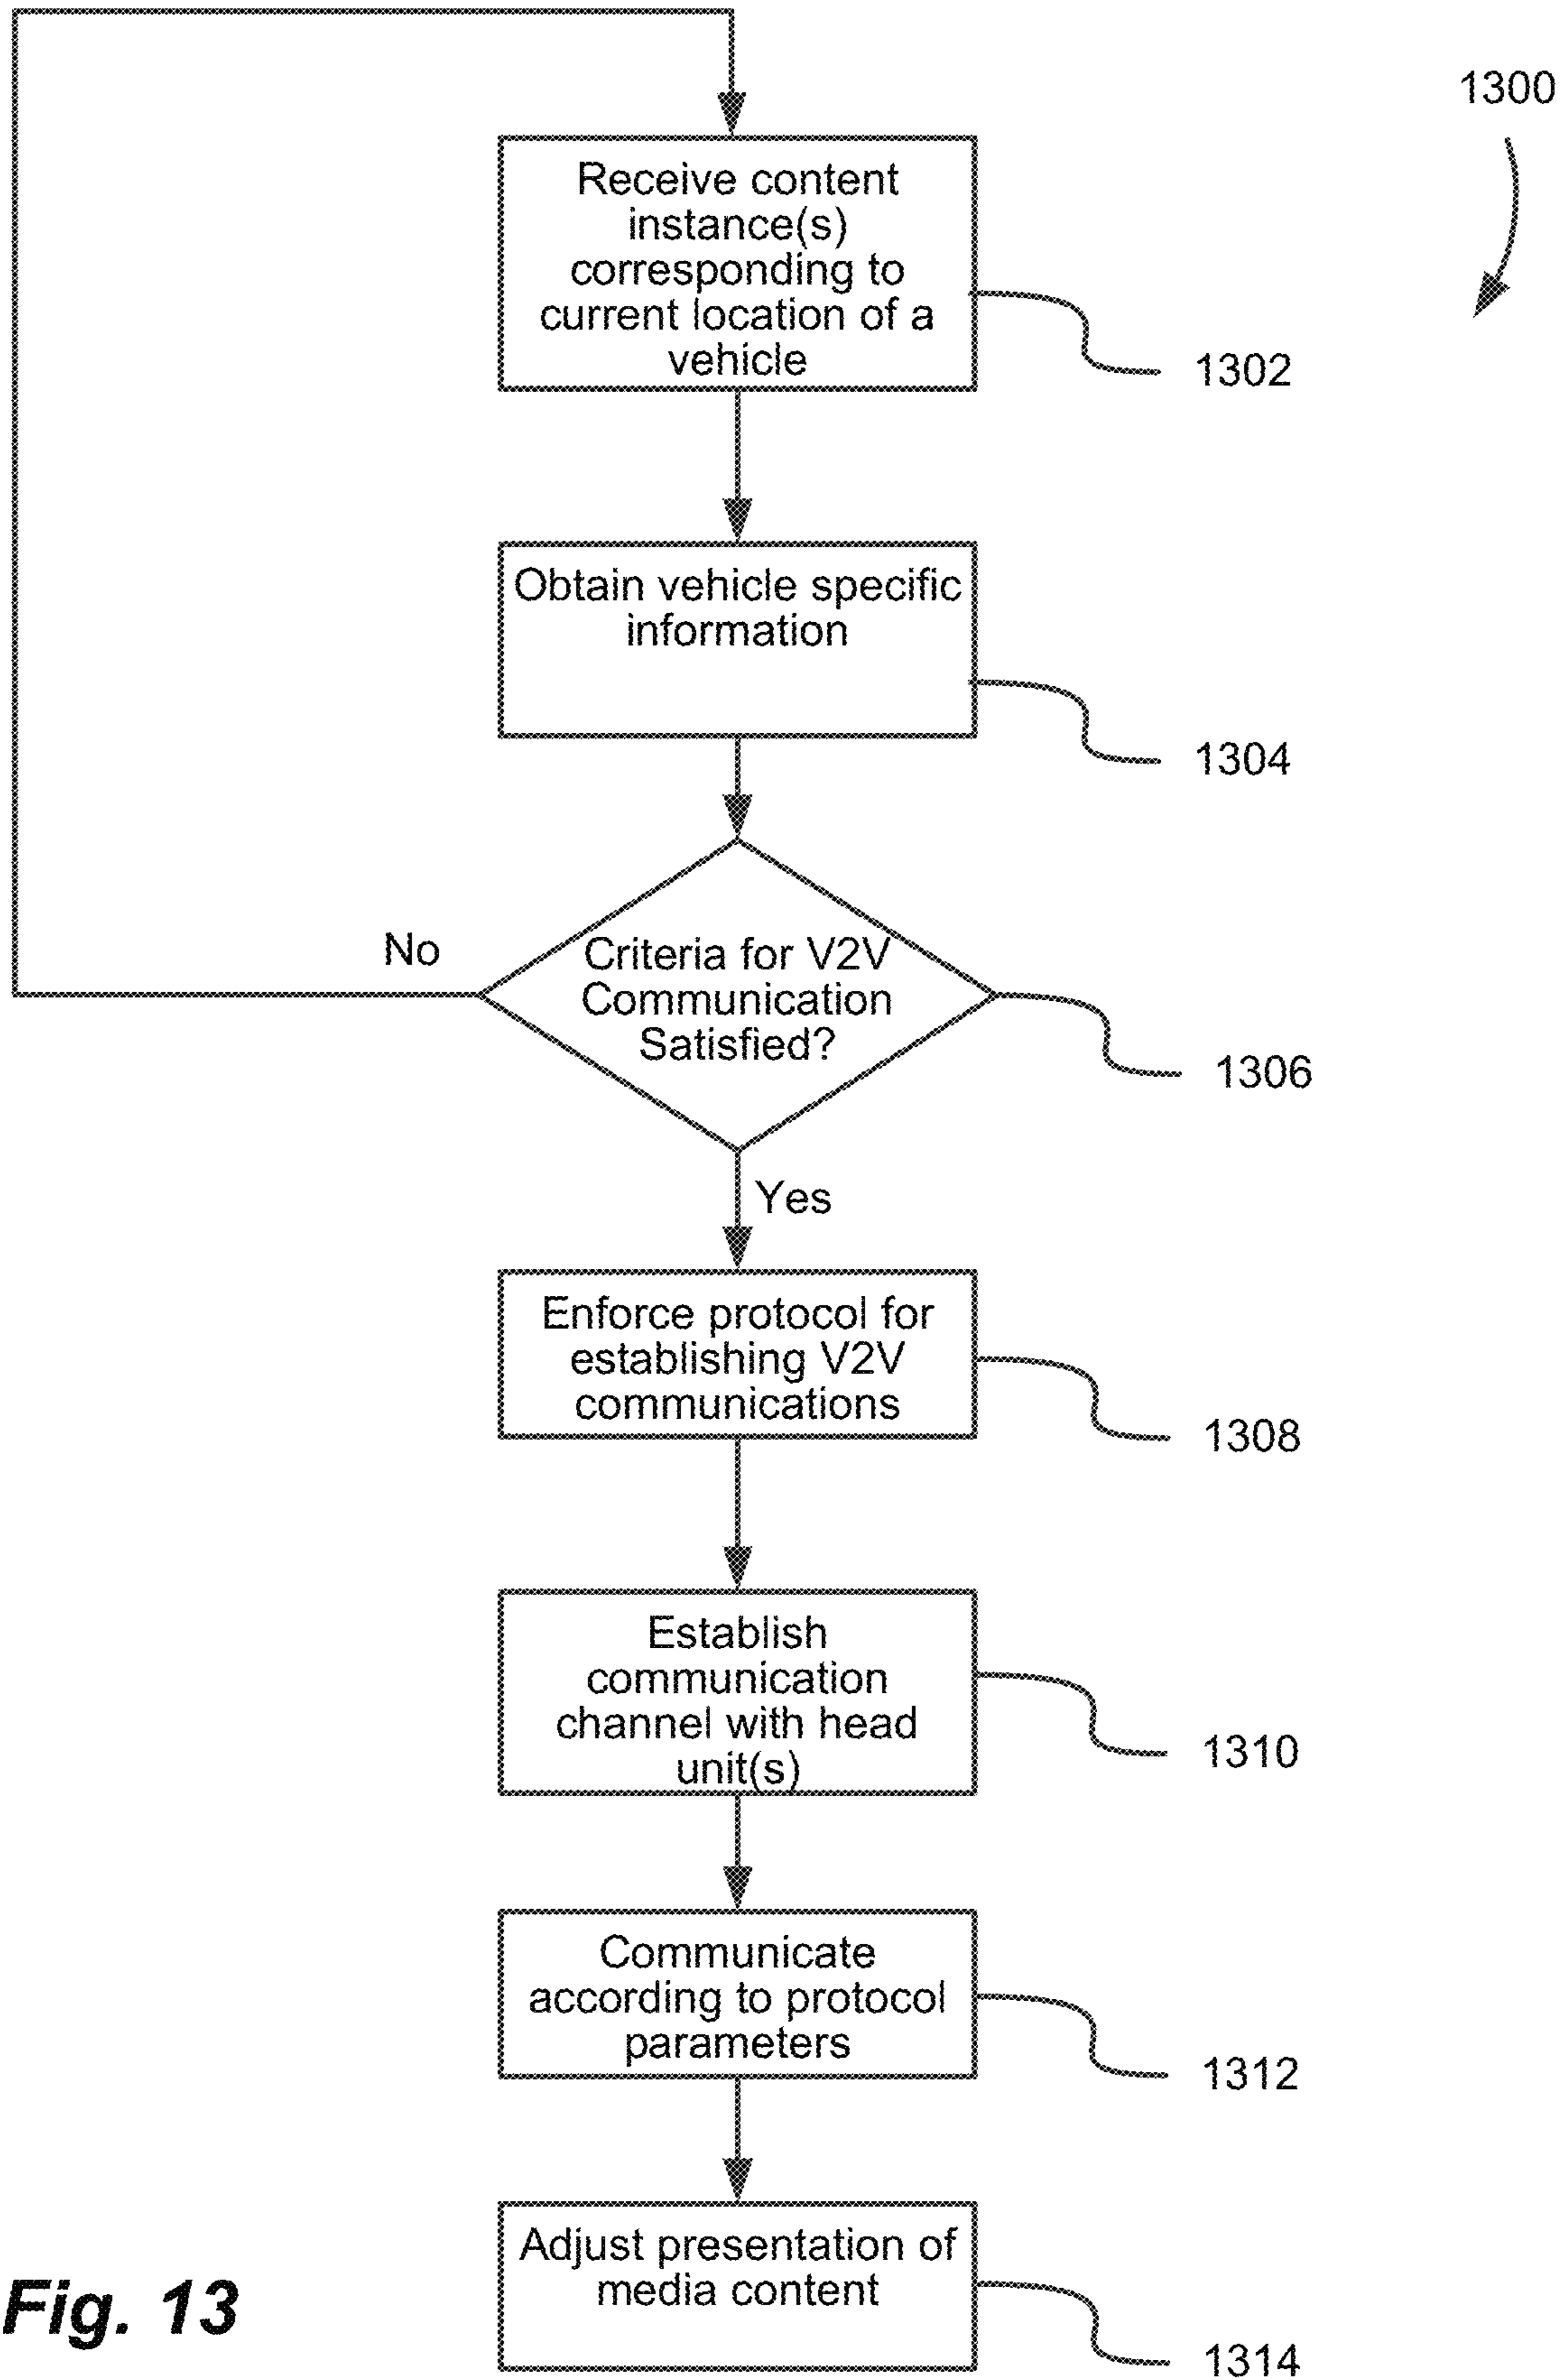 1300
Receive content
instance(s)
corresponding to
current location of a
vehicle
1302
Obtain vehicle specific
information
1304
No
Criteria for V2V
Communication
Satisfied?
1306
Yes
Enforce protocol for
establishing V2V
communications
1308
Establish
communication
channel with head
unit(s)
1310
Communicate
according to protocol
parameters
1312
Adjust presentation of
media content
1314
Fig. 13